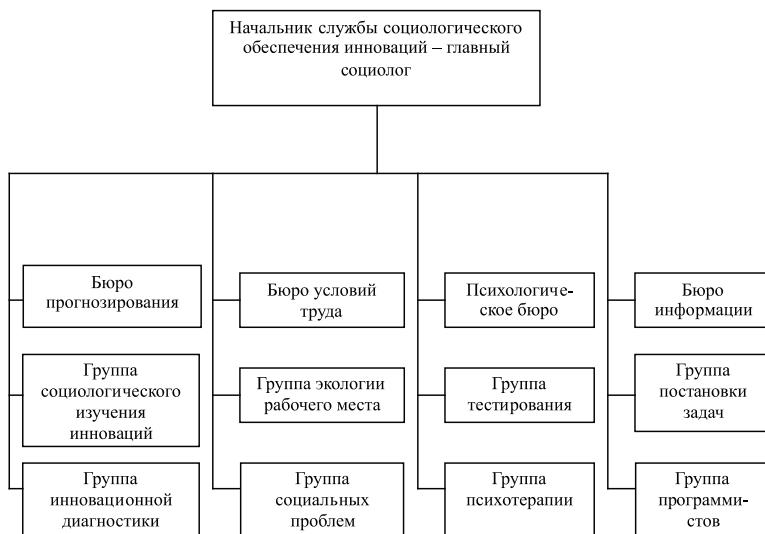 Начальник службы социологического
обеспечения инноваций – главный
социолог
Бюро
прогнозирования
Бюро условий
труда
Психологиче-
ское бюро
Бюро
информации
Группа
социологического
изучения
инноваций
Группа экологии
рабочего места
Группа
тестирования
Группа
постановки
задач
Группа
инновационной
диагностики
Группа
социальных
проблем
Группа
психотерапии
Группа
программи-
стов